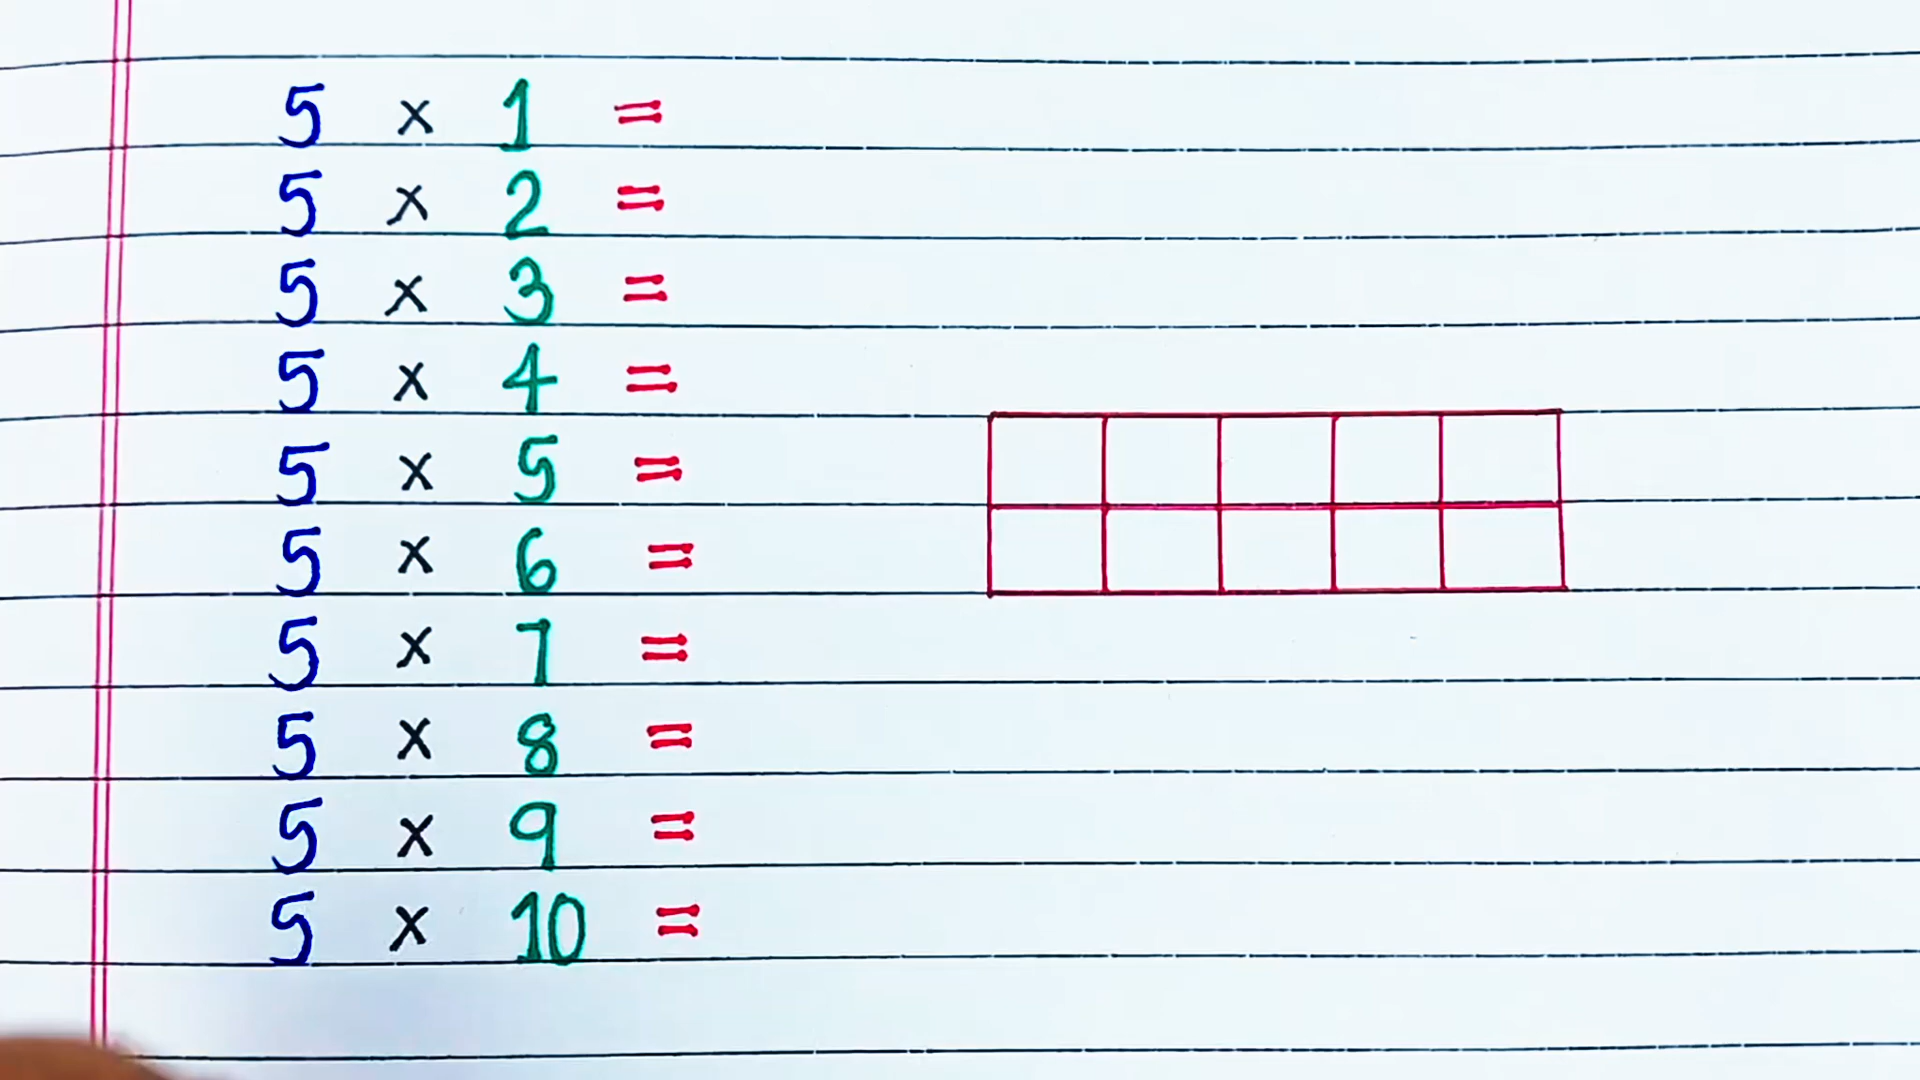 5 × 1 =
5 × 2 =
5 × 3 =
5 × 4 =
5 × 5 =
5 × 6 =
5 × 7 =
5 × 8 =
5 × 9 =
5 × 10 =